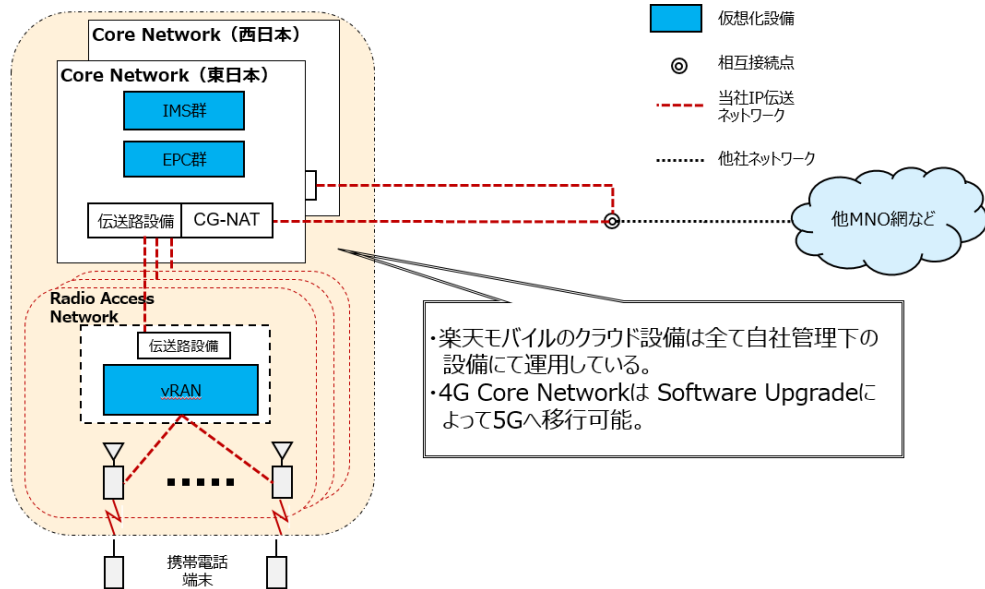 Core Network（西日本）
Core Network（東日本）
IMS群
EPC群
伝送路設備
CG-NAT
Radio Access
Network
伝送路設備
vRAN
携帯電話
端末
仮想化設備
相互接続点
当社IP伝送
ネットワーク
他社ネットワーク
他MNO網など
・楽天モバイルのクラウド設備は全て自社管理下の
設備にて運用している。
・4G Core Networkは Software Upgradeに
よって5Gへ移行可能。